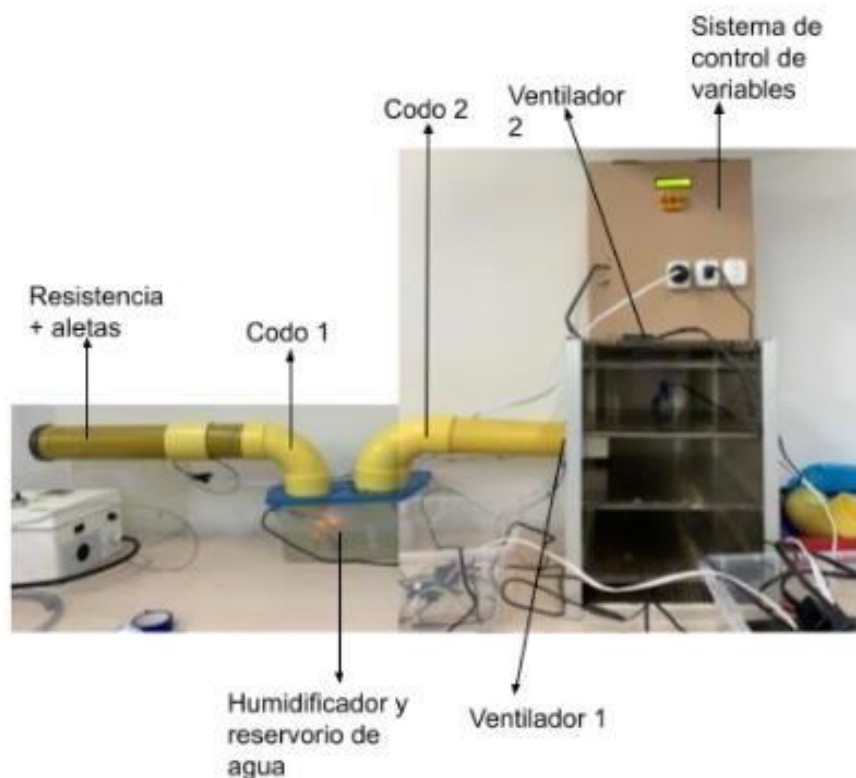 Sistema de
control de
variables
Codo 2
Ventilador
2
Resistencia
+ aletas
Codo 1
Humidificador y
reservorio de
agua
Ventilador 1